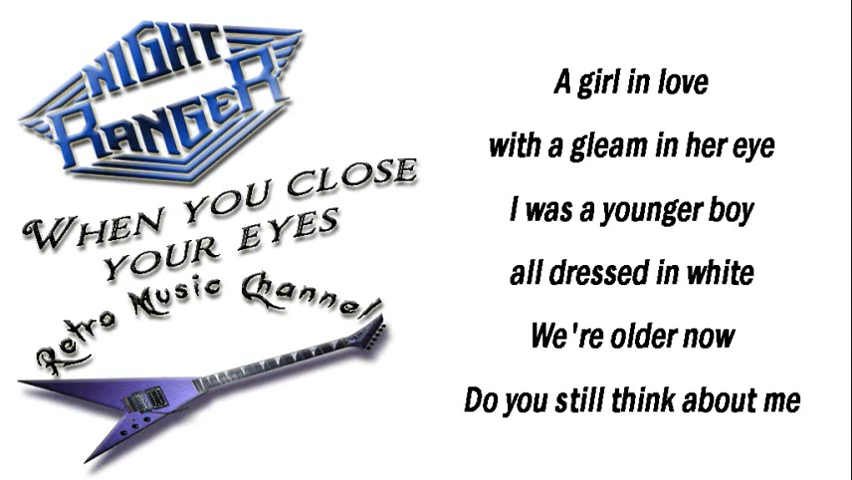 NIGHT
RANGER
WHEN YOU CLOSE
YOUR EYES
Retro Music Channel
A girl in love
with a gleam in her eye
I was a younger boy
all dressed in white
We're older now
Do you still think about me